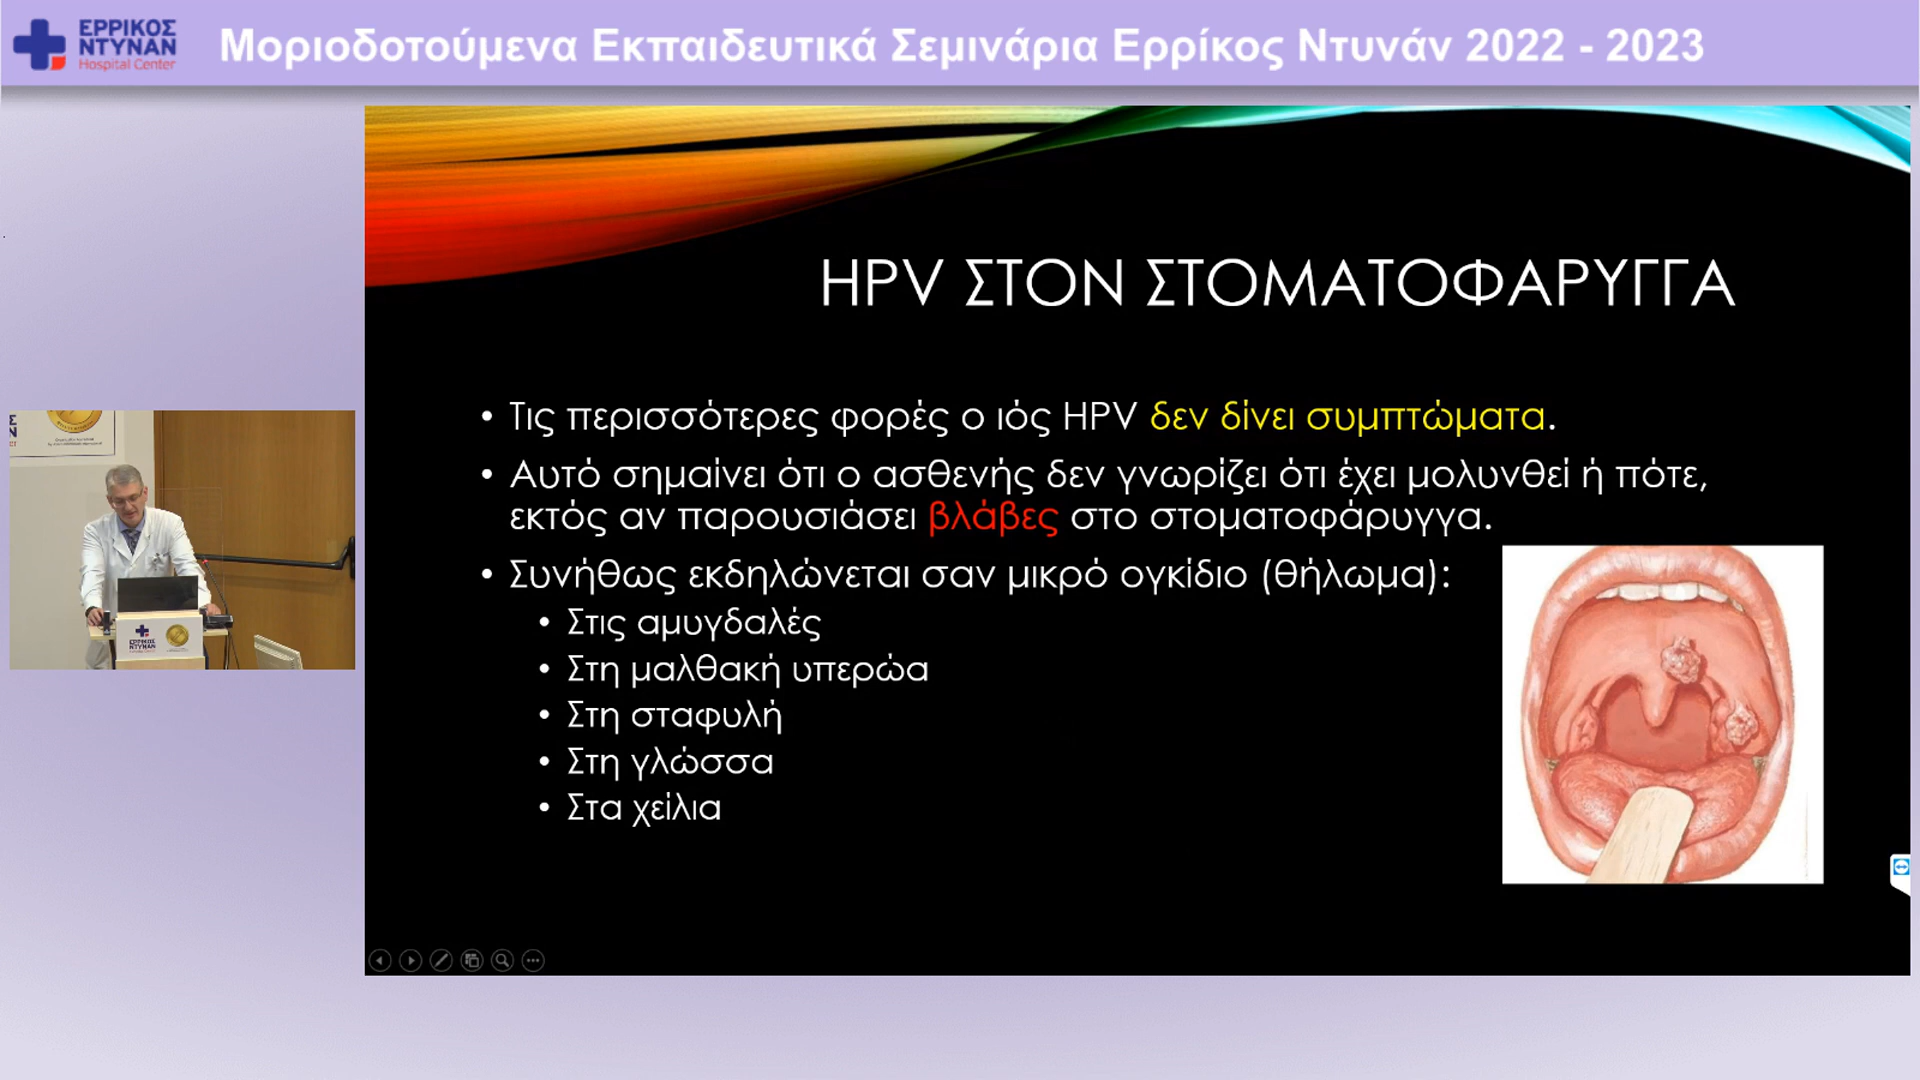 ΕΡΡΙΚΟΣ
ΝΤΥΝΑΝ
Hospital Center
Μοριοδοτούμενα Εκπαιδευτικά Σεμινάρια Ερρίκος Ντυνάν 2022 - 2023
HPV ΣΤΟΝ ΣΤΟΜΑΤΟΦΑΡΥΓΓΑ
• Τις περισσότερες φορές ο ιός HPV δεν δίνει συμπτώματα.
• Αυτό σημαίνει ότι ο ασθενής δεν γνωρίζει ότι έχει μολυνθεί ή πότε,
εκτός αν παρουσιάσει βλάβες στο στοματοφάρυγγα.
• Συνήθως εκδηλώνεται σαν μικρό ογκίδιο (θήλωμα):
• Στις αμυγδαλές
• Στη μαλθακή υπερώα
• Στη σταφυλή
• Στη γλώσσα
• Στα χείλια
ΕΡΡΙΚΟΣ
ΝΤΥΝΑΝ